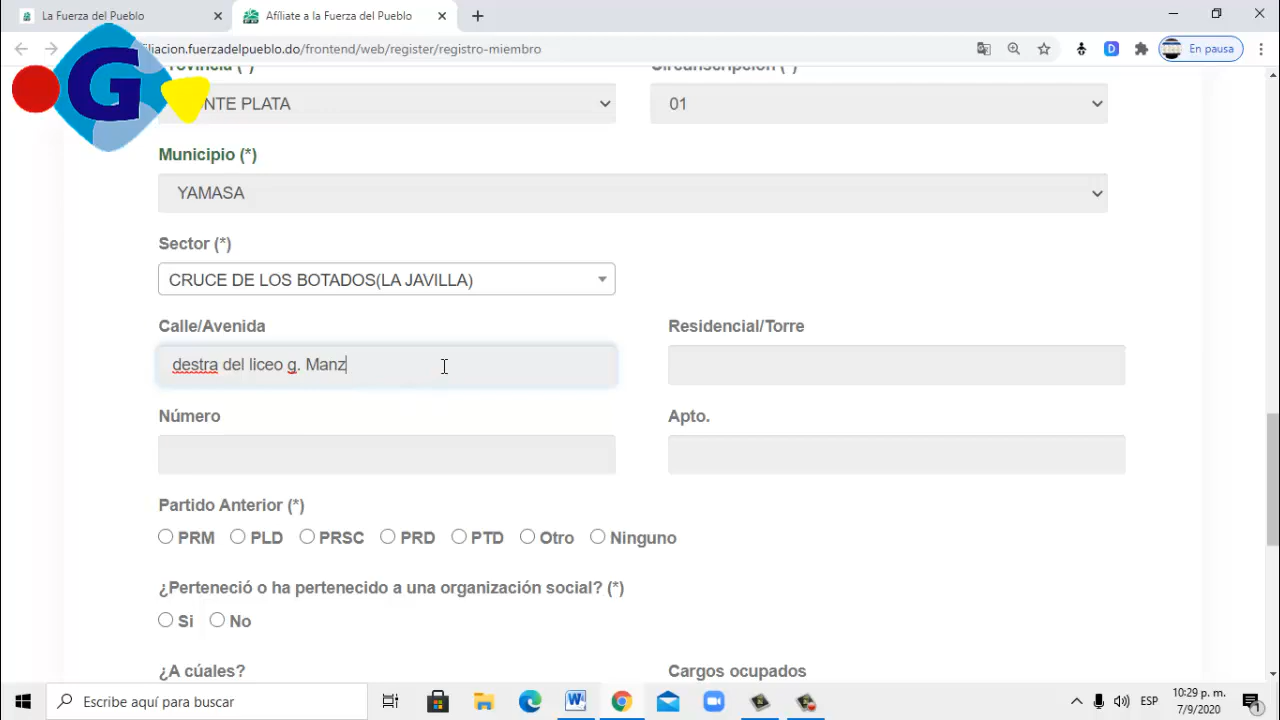 La Fuerza del Pueblo
Afíliate a la Fuerza del Pueblo
iliacion.fuerzadelpueblo.do/frontend/web/register/registro-miembro
D
En pausa
G
Provincia (*)
Circunscripción (*)
NTE PLATA
01
Municipio (*)
YAMASA
Sector (*)
CRUCE DE LOS BOTADOS(LA JAVILLA)
Calle/Avenida
Residencial/Torre
destra del liceo g. Manz
Número
Apto.
Partido Anterior (*)
PRM PLD PRSC PRD PTD Otro Ninguno
¿Perteneció o ha pertenecido a una organización social? (*)
Si No
¿A cúales?
Cargos ocupados
Escribe aquí para buscar
ESP
10:29 p. m.
7/9/2020
1